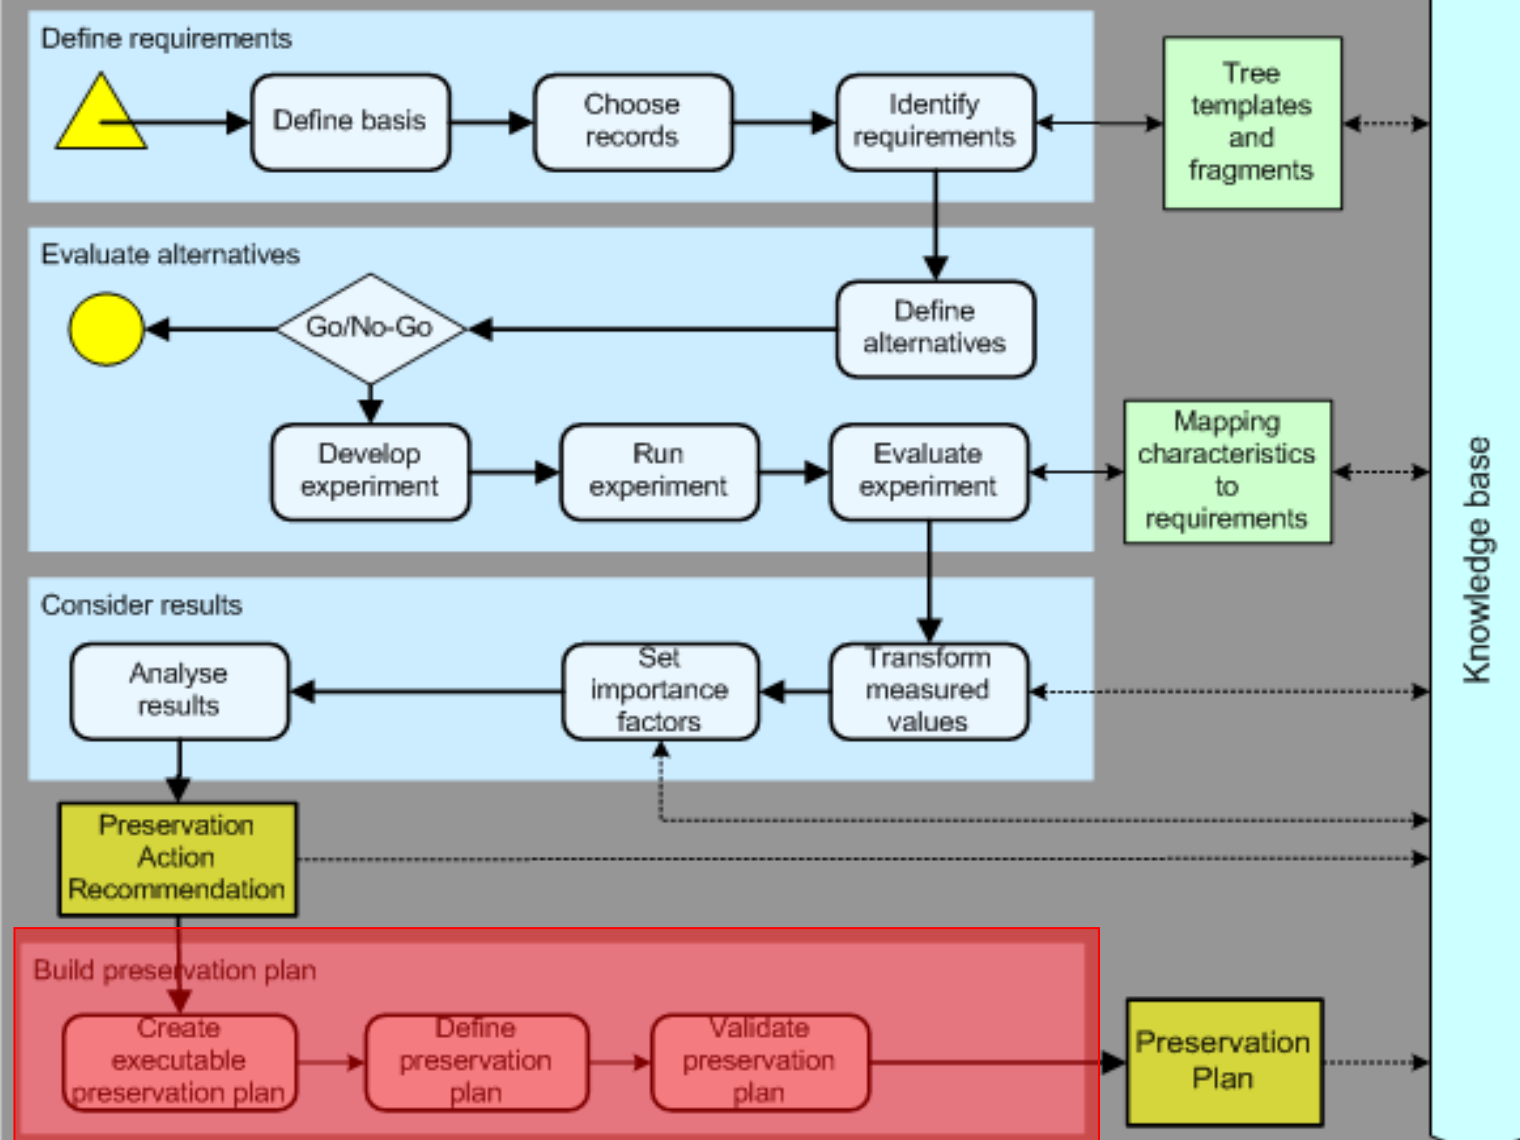 Define requirements
Define basis
Choose
records
Identify
requirements
Tree
templates
and
fragments
Evaluate alternatives
Go/No-Go
Define
alternatives
Develop
experiment
Run
experiment
Evaluate
experiment
Mapping
characteristics
to
requirements
Knowledge base
Consider results
Analyse
results
Set
importance
factors
Transform
measured
values
Preservation
Action
Recommendation
Build preservation plan
Create
executable
preservation plan
Define
preservation
plan
Validate
preservation
plan
Preservation
Plan